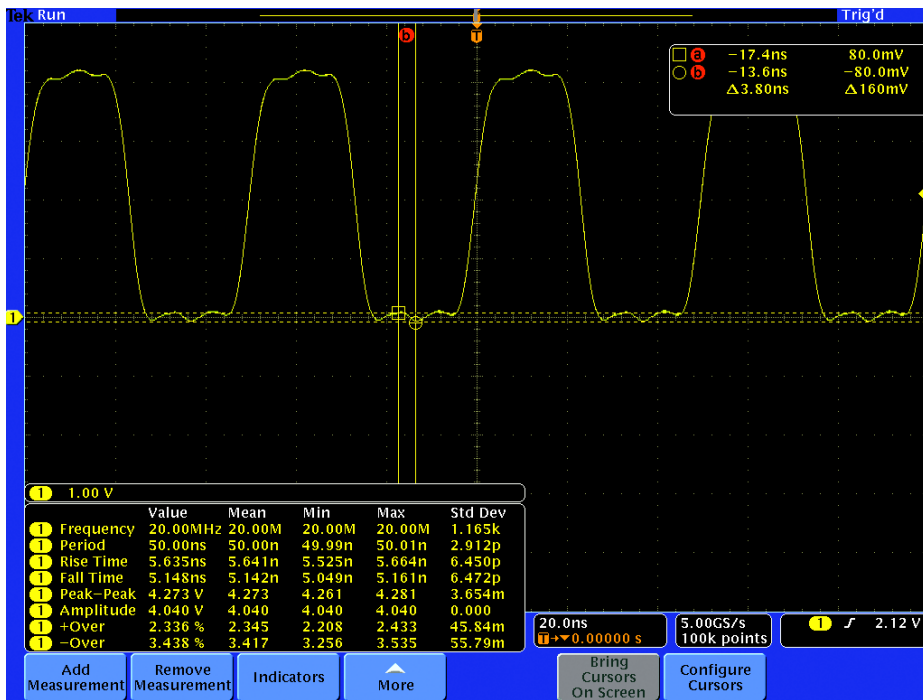 Tek Run Trig'd
b T
a −17.4ns 80.0mV
b −13.6ns −80.0mV
Δ3.80ns Δ160mV
1
1 1.00 V
Value Mean Min Max Std Dev
1 Frequency 20.00MHz 20.00M 20.00M 20.00M 1.165k
1 Period 50.00ns 50.00n 49.99n 50.01n 2.912p
1 Rise Time 5.635ns 5.641n 5.525n 5.664n 6.450p
1 Fall Time 5.148ns 5.142n 5.049n 5.161n 6.472p
1 Peak−Peak 4.273 V 4.273 4.261 4.281 3.654m
1 Amplitude 4.040 V 4.040 4.040 4.040 0.000
1 +Over 2.336 % 2.345 2.208 2.433 45.84m
1 −Over 3.438 % 3.417 3.256 3.535 55.79m
20.0ns
T→▼0.00000 s
5.00GS/s
100k points
1 2.12 V
Add
Measurement
Remove
Measurement
Indicators
More
Bring
Cursors
On Screen
Configure
Cursors